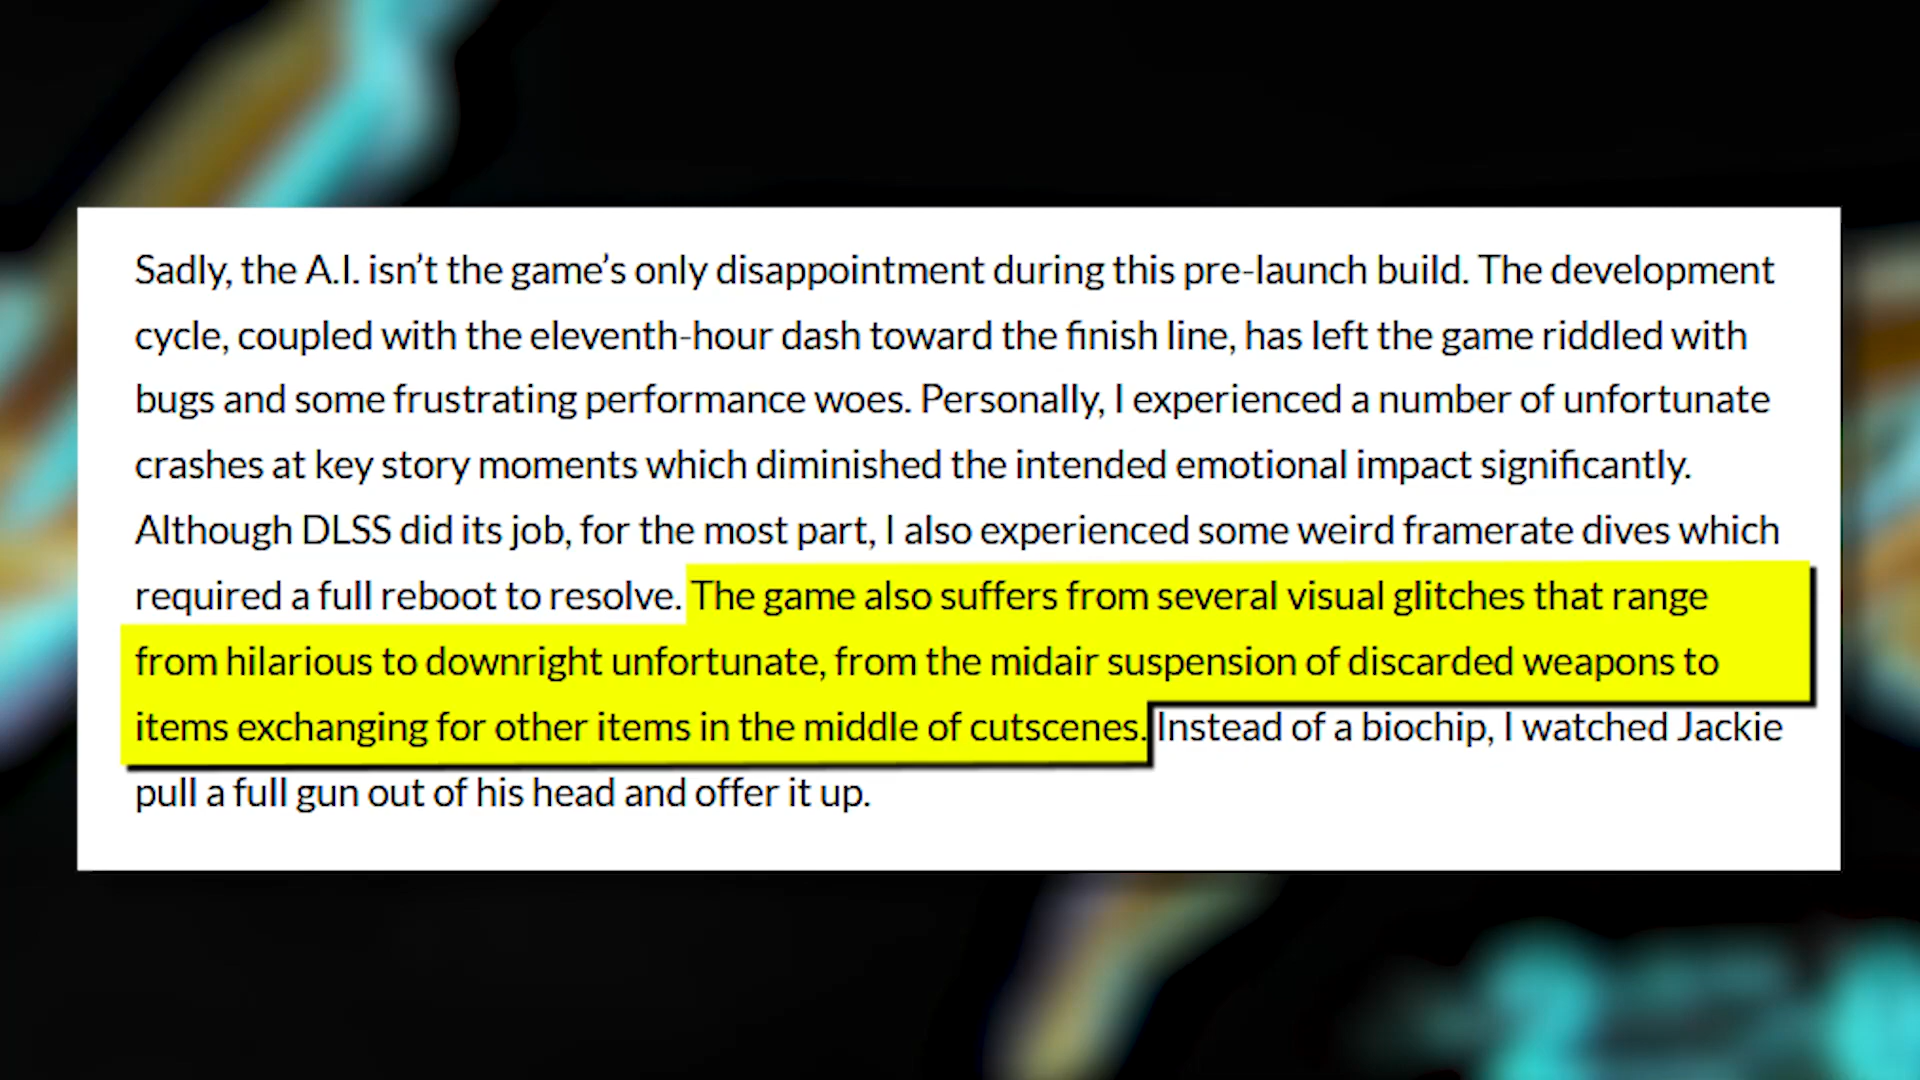 Sadly, the A.I. isn’t the game’s only disappointment during this pre-launch build. The development
cycle, coupled with the eleventh-hour dash toward the finish line, has left the game riddled with
bugs and some frustrating performance woes. Personally, I experienced a number of unfortunate
crashes at key story moments which diminished the intended emotional impact significantly.
Although DLSS did its job, for the most part, I also experienced some weird framerate dives which
required a full reboot to resolve. The game also suffers from several visual glitches that range
from hilarious to downright unfortunate, from the midair suspension of discarded weapons to
items exchanging for other items in the middle of cutscenes. Instead of a biochip, I watched Jackie
pull a full gun out of his head and offer it up.